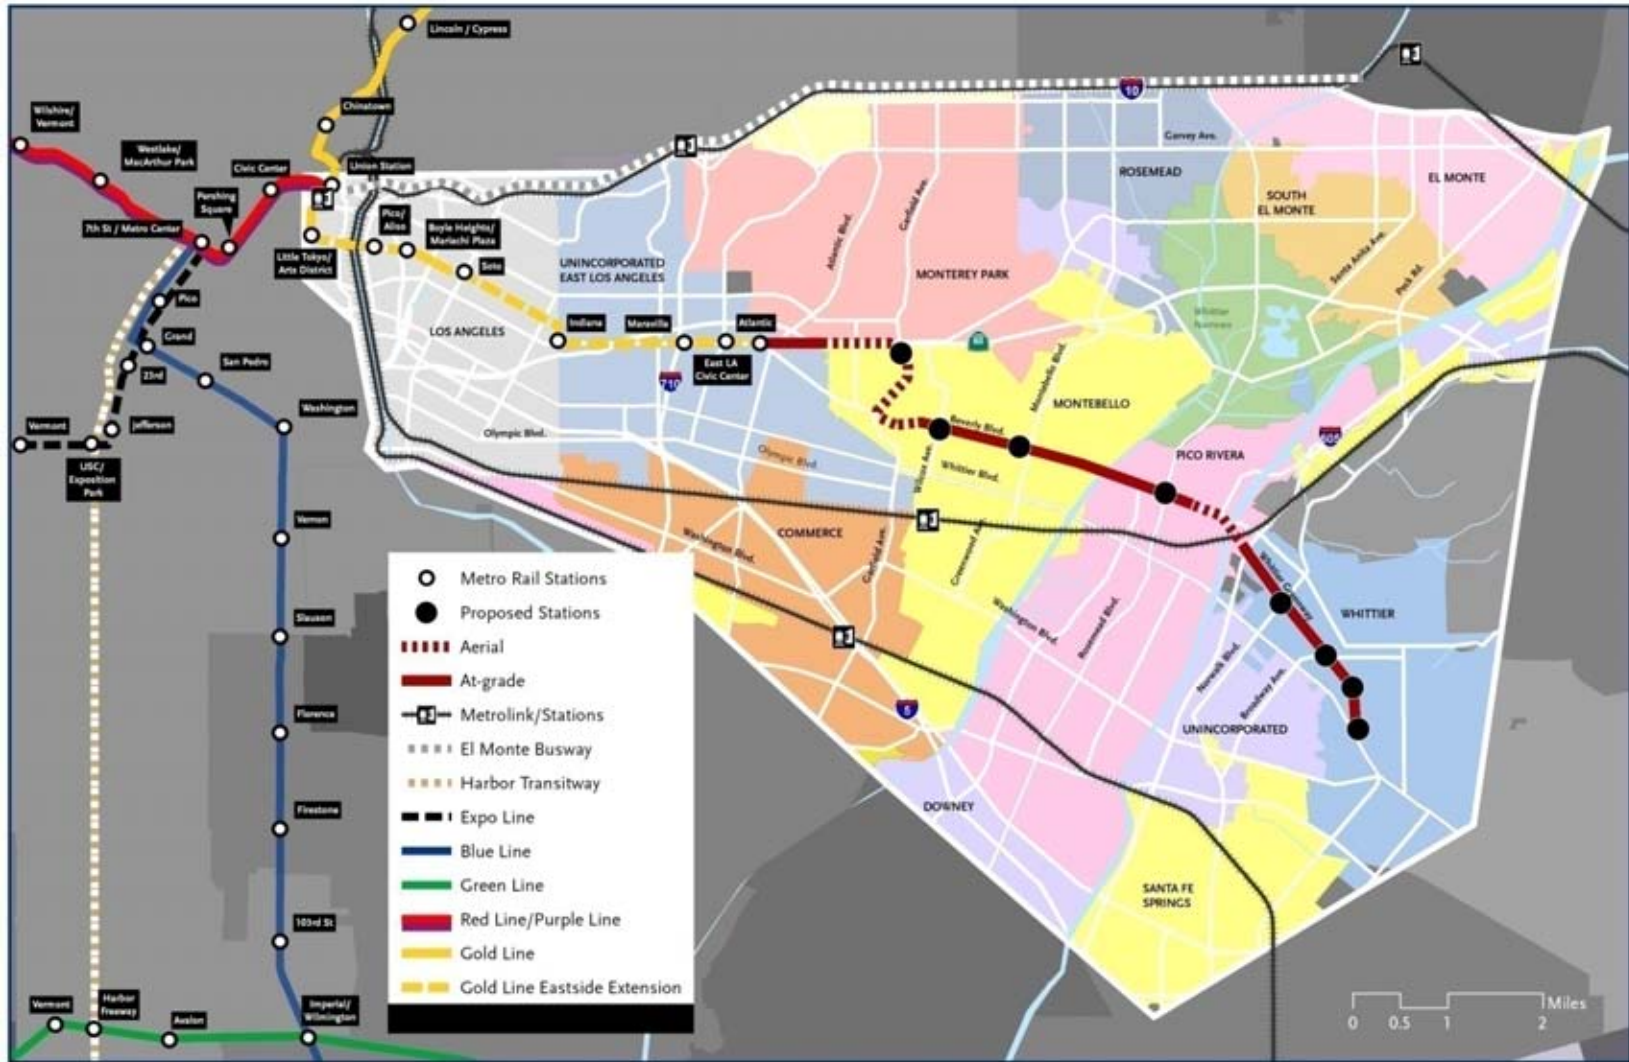 Lincoln / Cypress
Chinatown
Wilshire/
Vermont
Westlake/
MacArthur Park
Civic Center
Union Station
Pershing
Square
7th St / Metro Center
Little Tokyo/
Arts District
Pico/
Aliso
Boyle Heights/
Mariachi Plaza
Soto
Indiana
Maravilla
East LA
Civic Center
Atlantic
Pico
Grand
23rd
San Pedro
Jefferson
Vermont
USC/
Exposition
Park
Washington
Vernon
Slauson
Florence
Firestone
103rd St
Imperial/
Wilmington
Vermont
Harbor
Freeway
Avalon
10
Garvey Ave.
ROSEMEAD
SOUTH
EL MONTE
EL MONTE
Santa Anita Ave.
Peck Rd.
Atlantic Blvd.
Garfield Ave.
MONTEREY PARK
UNINCORPORATED
EAST LOS ANGELES
LOS ANGELES
Whittier
Narrows
60
710
Montebello Blvd.
MONTEBELLO
Beverly Blvd.
Olympic Blvd.
Olympic Blvd.
Wilcox Ave.
Whittier Blvd.
PICO RIVERA
605
COMMERCE
Washington Blvd.
Garfield Ave.
Greenwood Ave.
Washington Blvd.
Rosemead Blvd.
Whittier Greenway
WHITTIER
Norwalk Blvd.
Broadway Ave.
UNINCORPORATED
5
DOWNEY
SANTA FE
SPRINGS
Metro Rail Stations
Proposed Stations
Aerial
At-grade
Metrolink/Stations
El Monte Busway
Harbor Transitway
Expo Line
Blue Line
Green Line
Red Line/Purple Line
Gold Line
Gold Line Eastside Extension
Miles
0 0.5 1 2